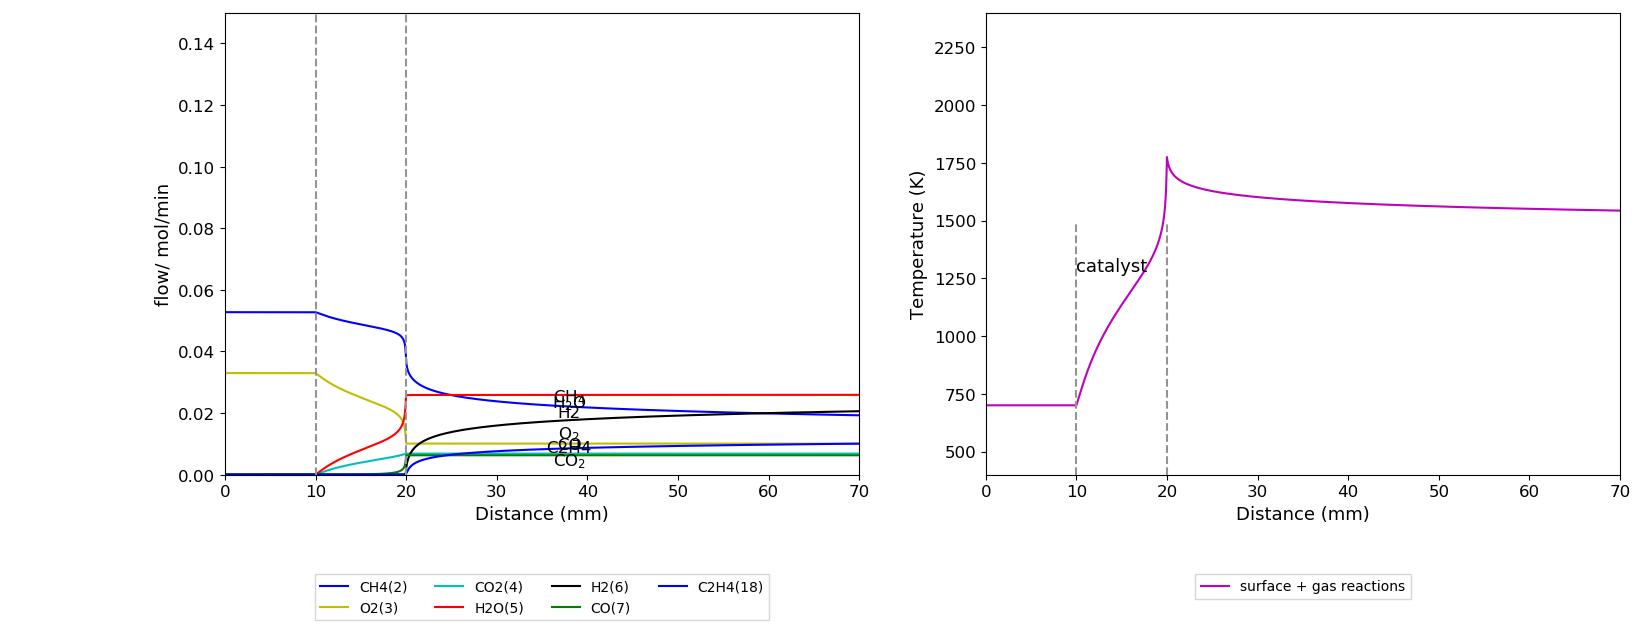 0.14
0.12
0.10
0.08
0.06
0.04
0.02
0.00
flow/ mol/min
CH₄
H₂O
H2
O₂
C2H4
CO₂
0 10 20 30 40 50 60 70
Distance (mm)
CH4(2) CO2(4) H2(6) C2H4(18)
O2(3) H2O(5) CO(7)
2250
2000
1750
1500
1250
1000
750
500
Temperature (K)
catalyst
0 10 20 30 40 50 60 70
Distance (mm)
surface + gas reactions